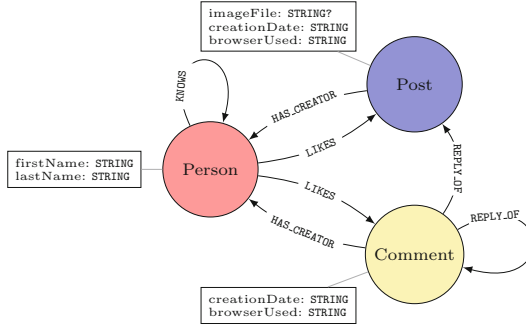 imageFile: STRING?
creationDate: STRING
browserUsed: STRING
KNOWS
HAS_CREATOR
Post
LIKES
firstName: STRING
lastName: STRING
Person
REPLY_OF
LIKES
HAS_CREATOR
REPLY_OF
Comment
creationDate: STRING
browserUsed: STRING